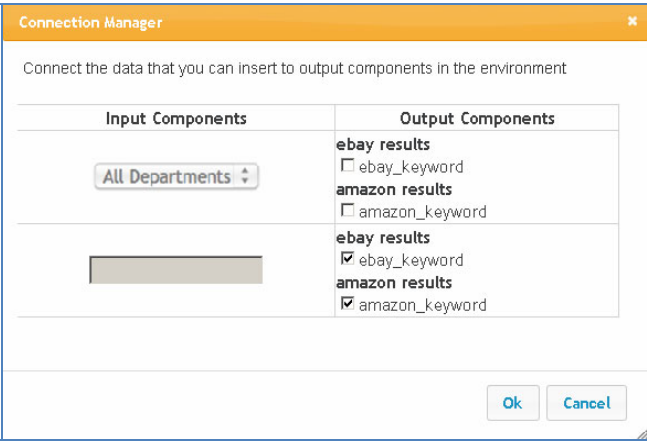 Connection Manager
Connect the data that you can insert to output components in the environment
Input Components Output Components
All Departments
ebay results
ebay_keyword
amazon results
amazon_keyword
ebay results
ebay_keyword
amazon results
amazon_keyword
Ok Cancel